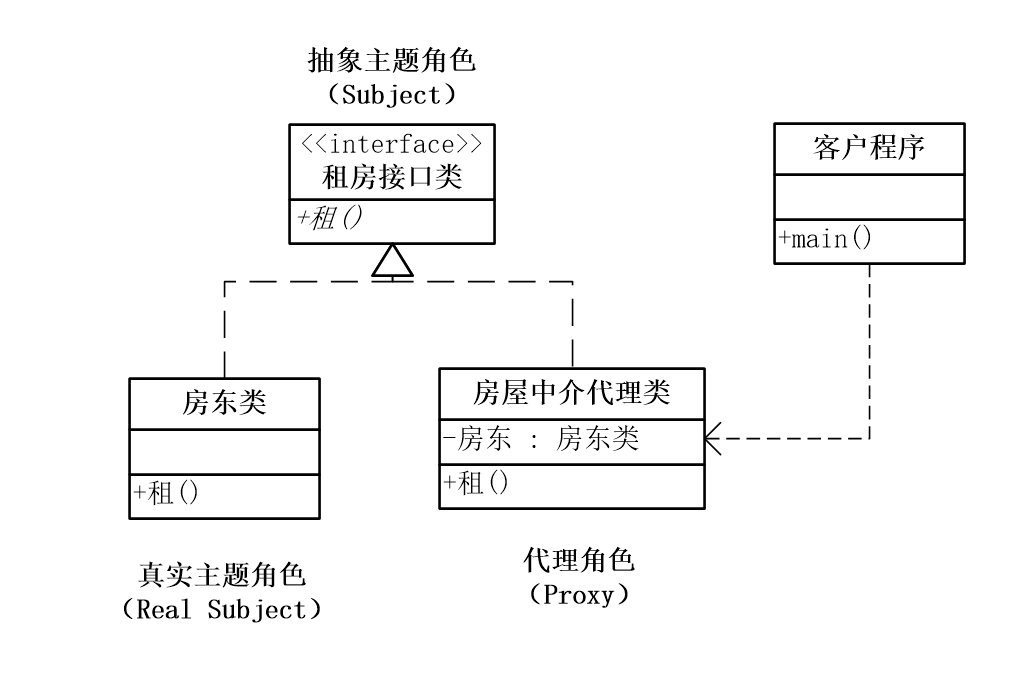 抽象主题角色
（Subject）
<<interface>>
租房接口类
+租()
客户程序
+main()
房东类
+租()
房屋中介代理类
-房东 : 房东类
+租()
真实主题角色
（Real Subject）
代理角色
（Proxy）